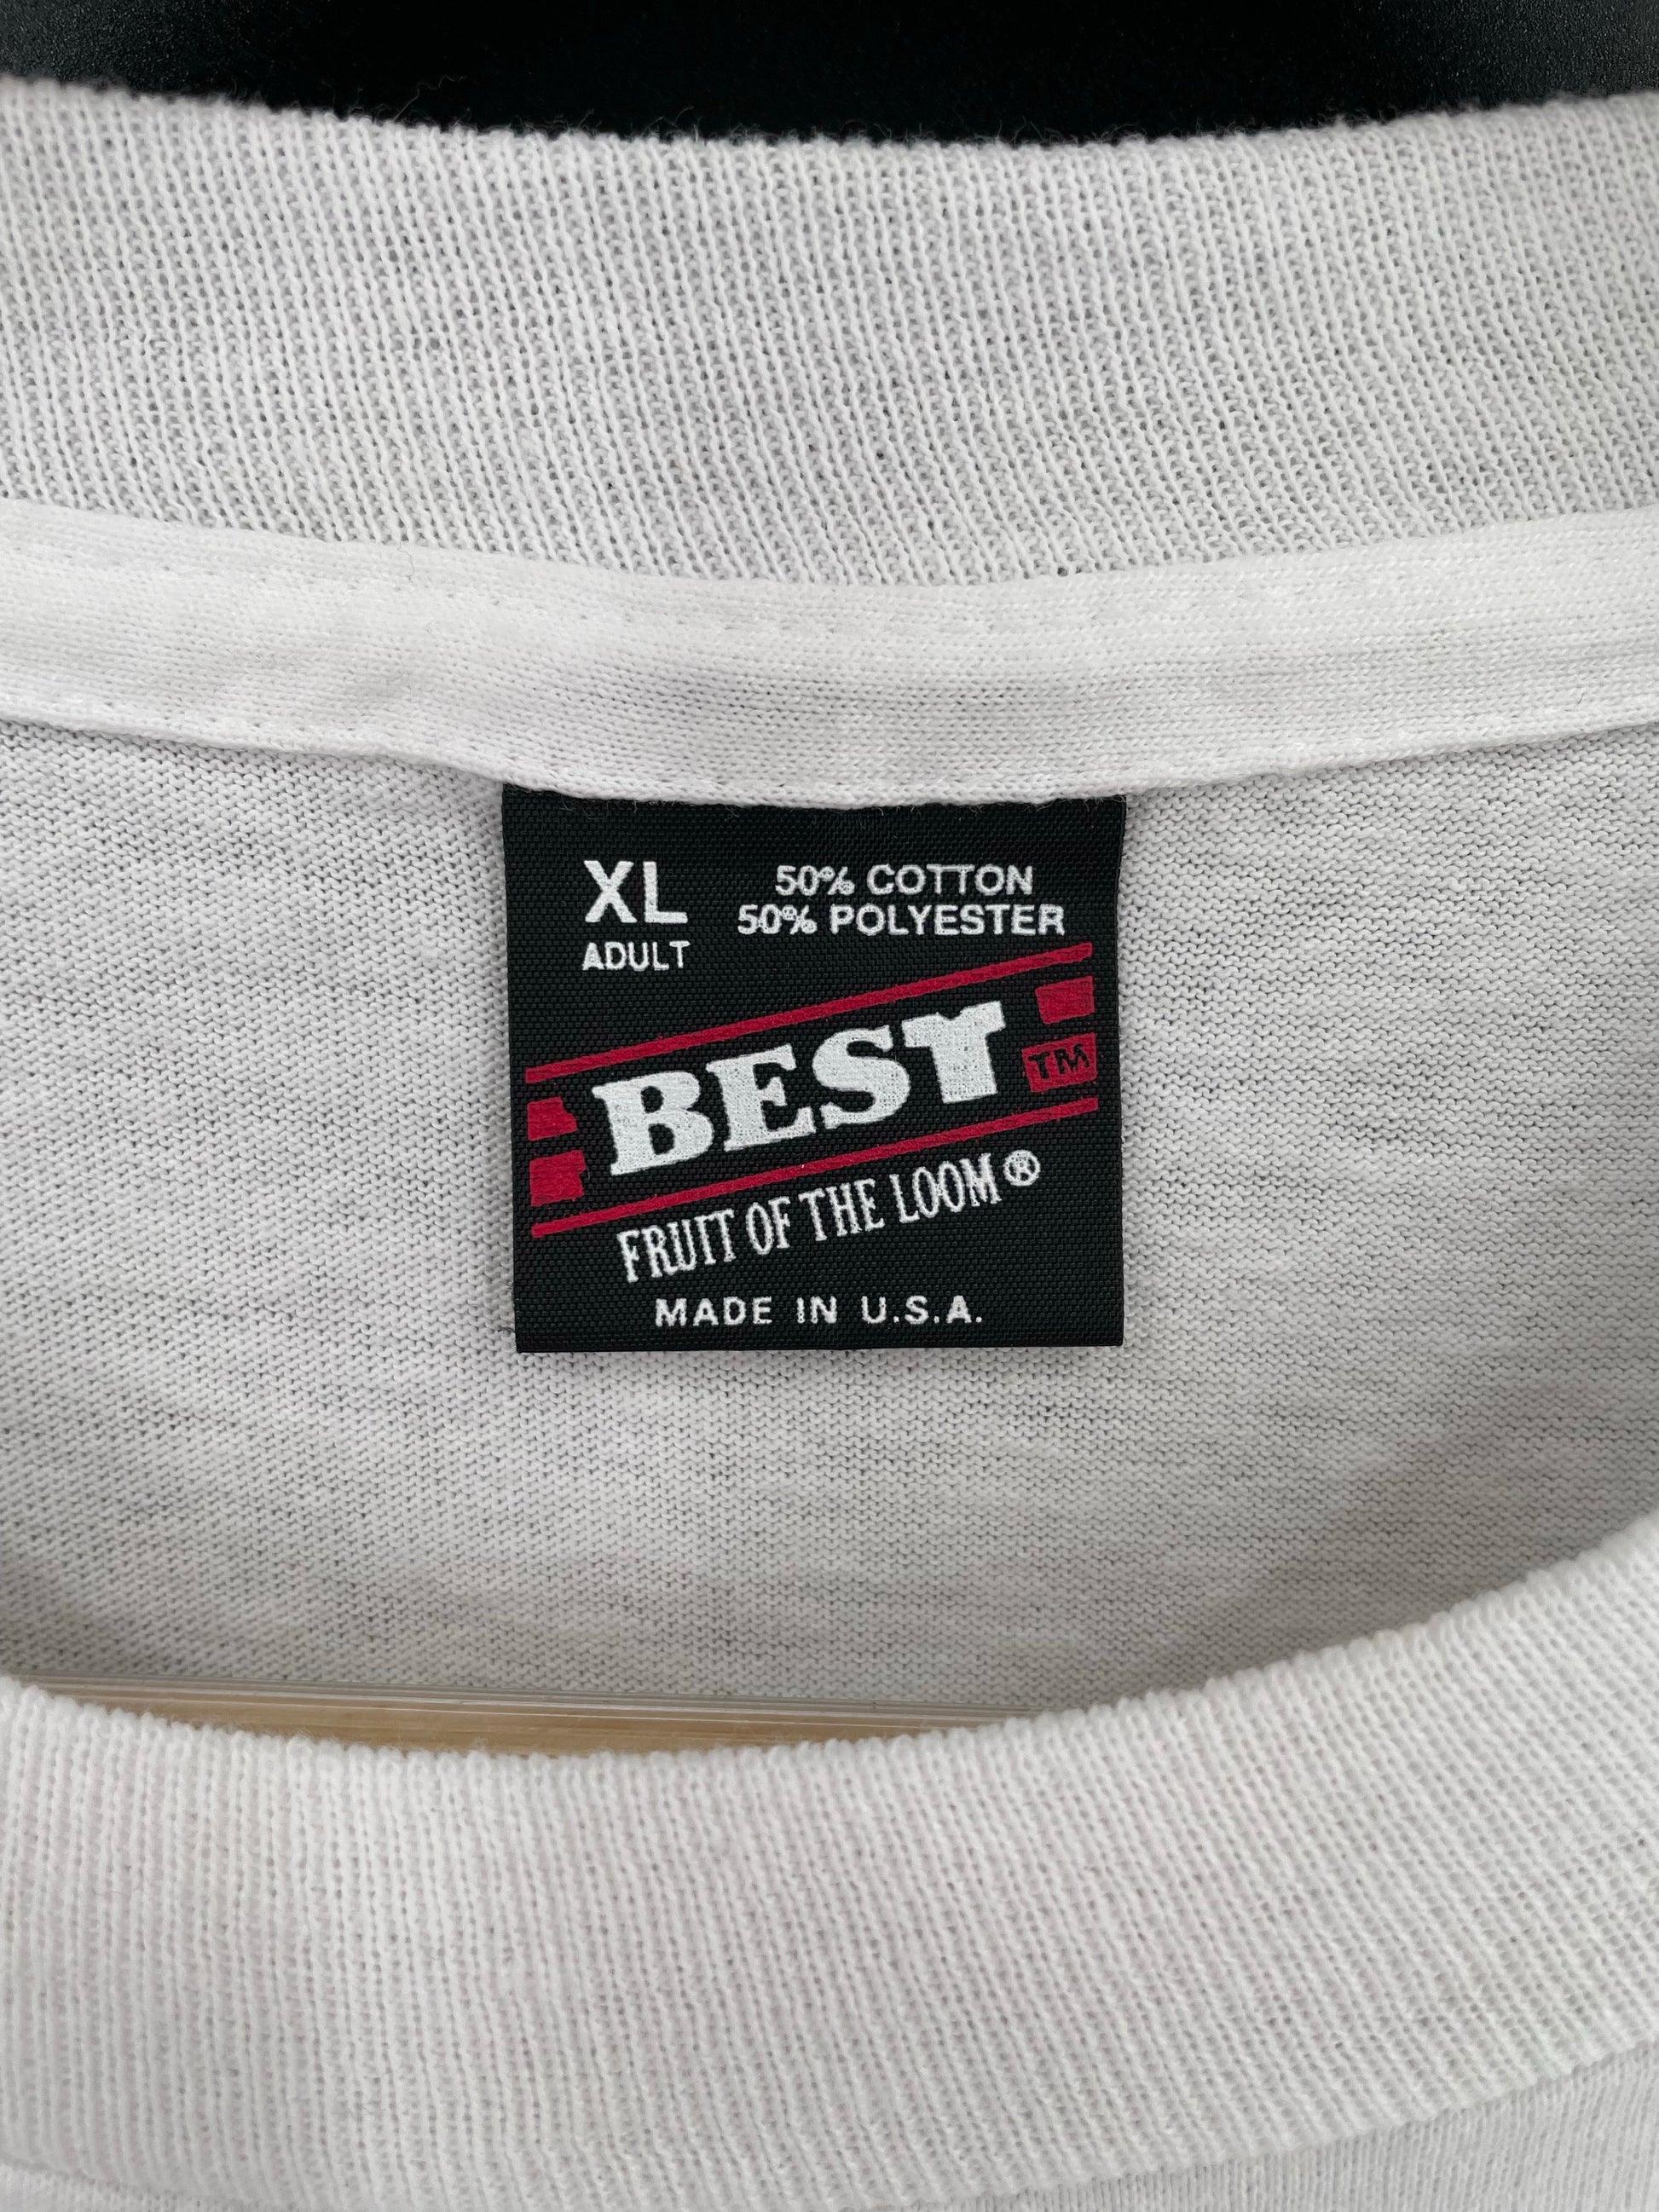 XL
ADULT
50% COTTON
50% POLYESTER
BEST
TM
FRUIT OF THE LOOM®
MADE IN U.S.A.